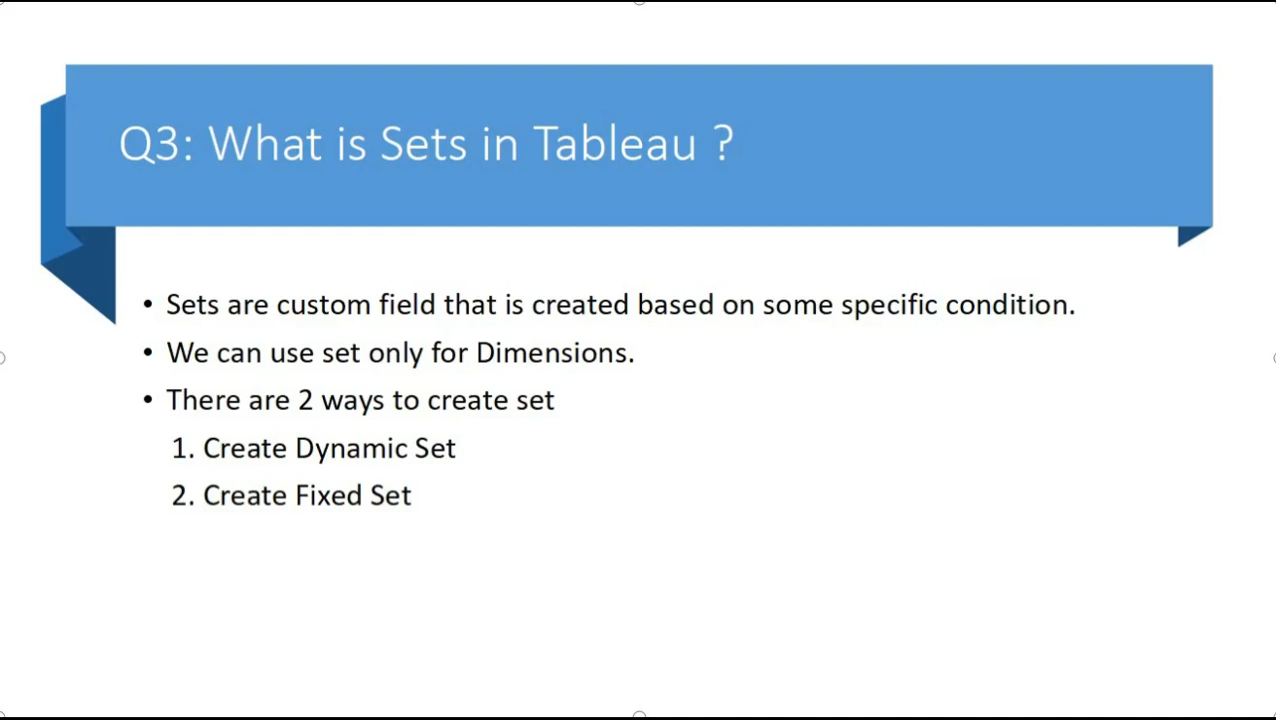 Q3: What is Sets in Tableau ?
• Sets are custom field that is created based on some specific condition.
• We can use set only for Dimensions.
• There are 2 ways to create set
1. Create Dynamic Set
2. Create Fixed Set